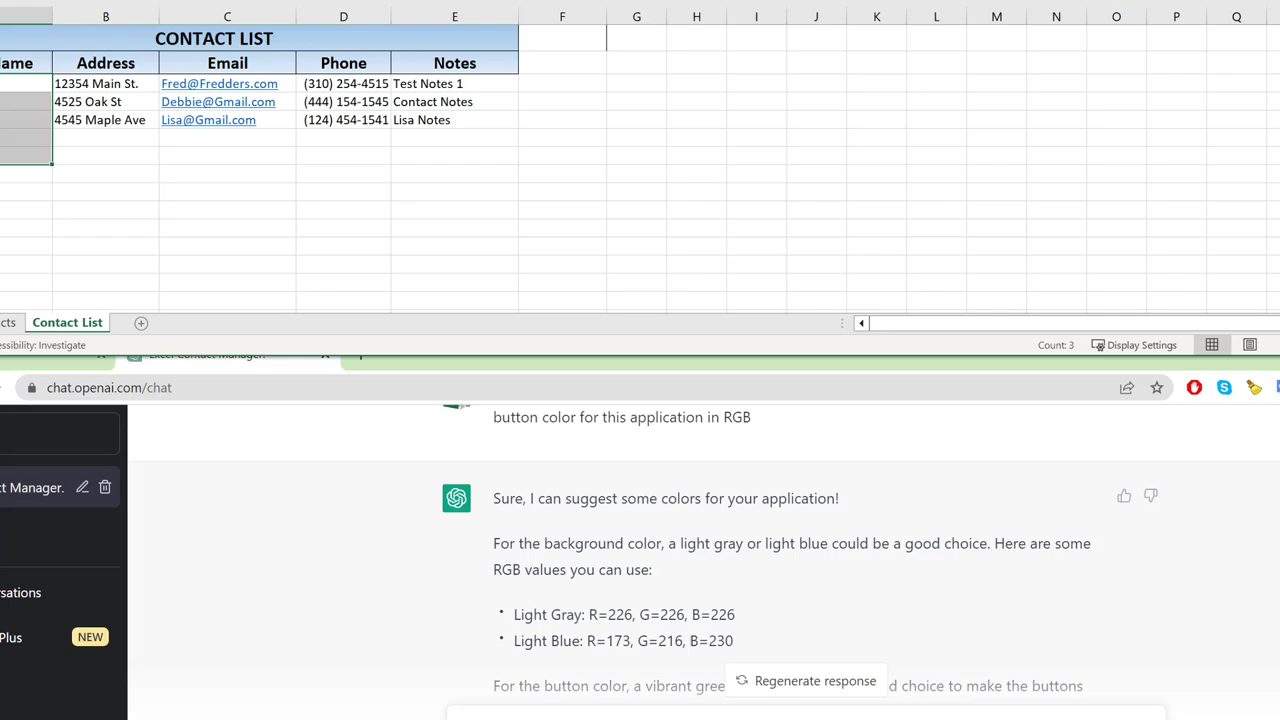 B C D E F G H I J K L M N O P Q
CONTACT LIST
ame Address Email Phone Notes
12354 Main St. Fred@Fredders.com (310) 254-4515 Test Notes 1
4525 Oak St Debbie@Gmail.com (444) 154-1545 Contact Notes
4545 Maple Ave Lisa@Gmail.com (124) 454-1541 Lisa Notes
cts Contact List
essibility: Investigate Count: 3 Display Settings
Excel Contact Manager.
chat.openai.com/chat
button color for this application in RGB
ct Manager.
Sure, I can suggest some colors for your application!
For the background color, a light gray or light blue could be a good choice. Here are some
RGB values you can use:
rsations
• Light Gray: R=226, G=226, B=226
Plus NEW
• Light Blue: R=173, G=216, B=230
Regenerate response
For the button color, a vibrant gree d choice to make the buttons